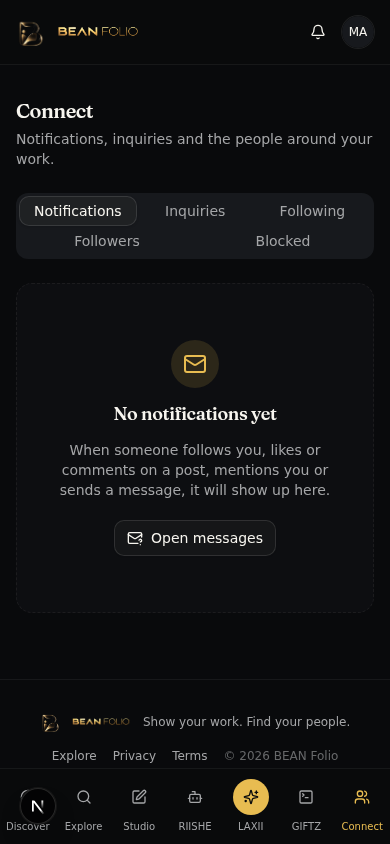 BEAN FOLIO
MA
Connect
Notifications, inquiries and the people around your
work.
Notifications
Inquiries
Following
Followers
Blocked
No notifications yet
When someone follows you, likes or
comments on a post, mentions you or
sends a message, it will show up here.
Open messages
BEAN FOLIO
Show your work. Find your people.
Explore Privacy Terms © 2026 BEAN Folio
N
Discover Explore Studio RIISHE LAXII GIFTZ Connect